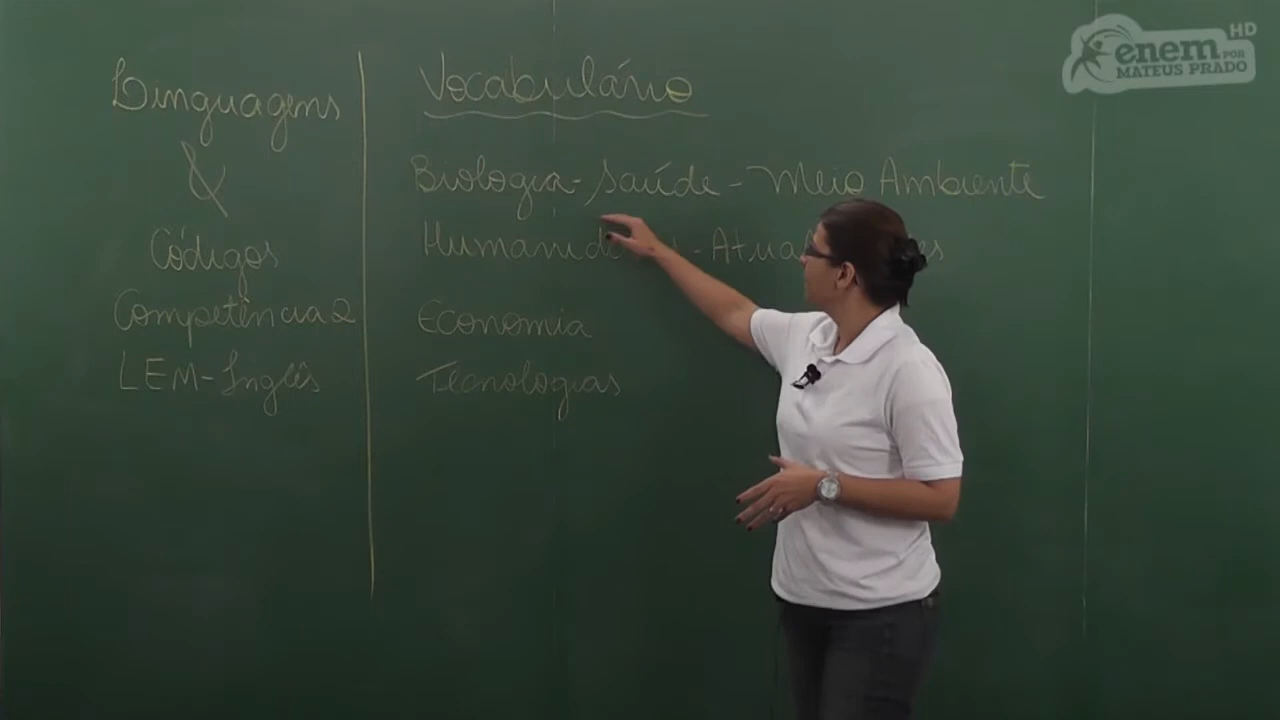 Linguagens
&
Códigos
Competência 2
LEM-Inglês
Vocabulário
Biologia-Saúde-Meio Ambiente
Economia
Tecnologias
enem HD
POR
MATEUS PRADO